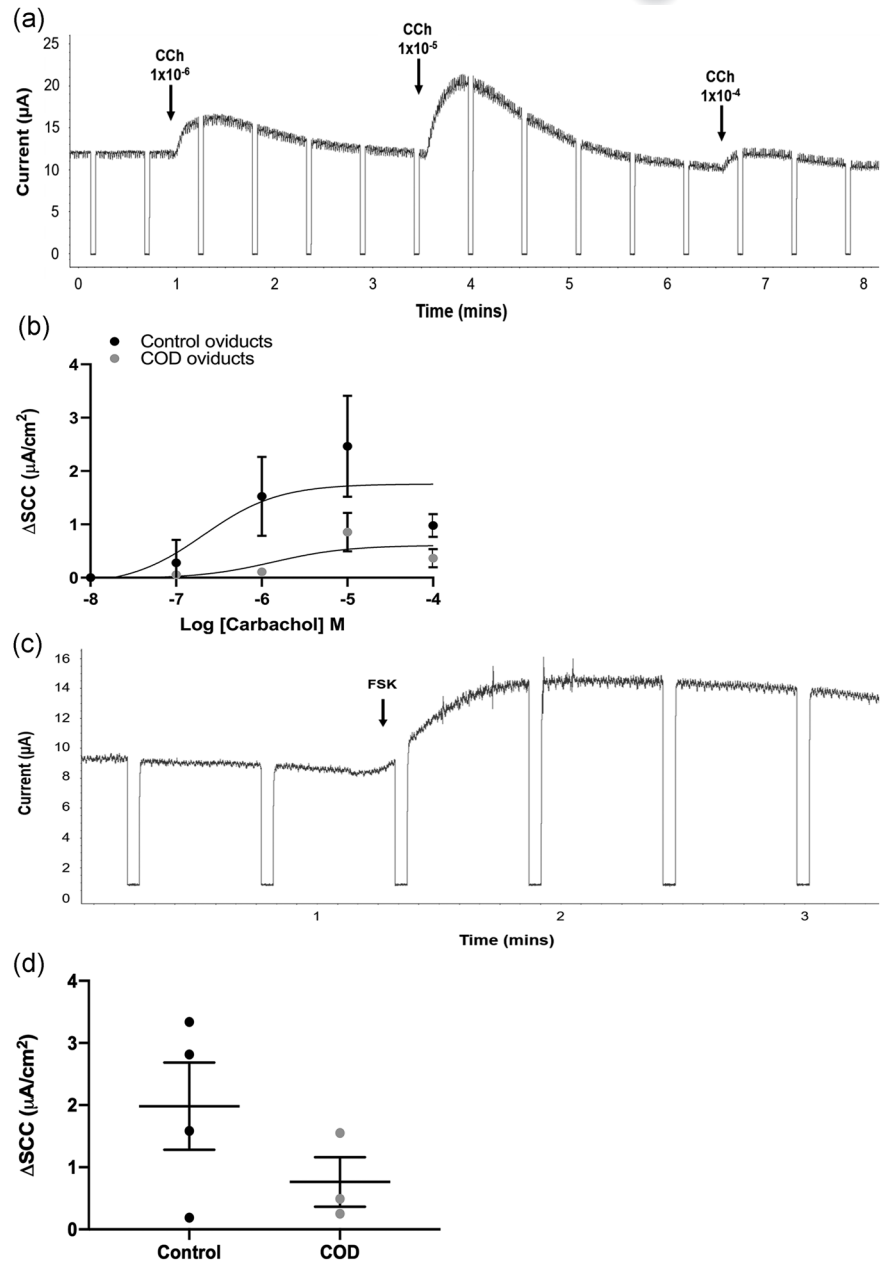 (a)
CCh
1x10⁻⁶
CCh
1x10⁻⁵
CCh
1x10⁻⁴
Current (µA)
25
20
15
10
5
0
0 1 2 3 4 5 6 7 8
Time (mins)
(b)
Control oviducts
COD oviducts
ΔSCC (µA/cm²)
4
3
2
1
0
-8 -7 -6 -5 -4
Log [Carbachol] M
(c)
FSK
Current (µA)
16
14
12
10
8
6
4
2
0
1 2 3
Time (mins)
(d)
ΔSCC (µA/cm²)
4
3
2
1
0
Control COD